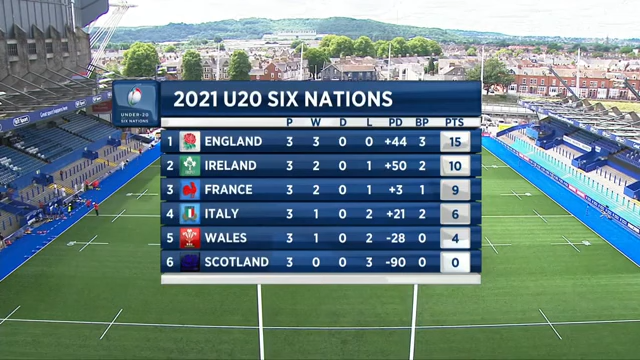 2021 U20 SIX NATIONS
UNDER-20
SIX NATIONS
P W D L PD BP PTS
1 ENGLAND 3 3 0 0 +44 3 15
2 IRELAND 3 2 0 1 +50 2 10
3 FRANCE 3 2 0 1 +3 1 9
4 ITALY 3 1 0 2 +21 2 6
5 WALES 3 1 0 2 -28 0 4
6 SCOTLAND 3 0 0 3 -90 0 0